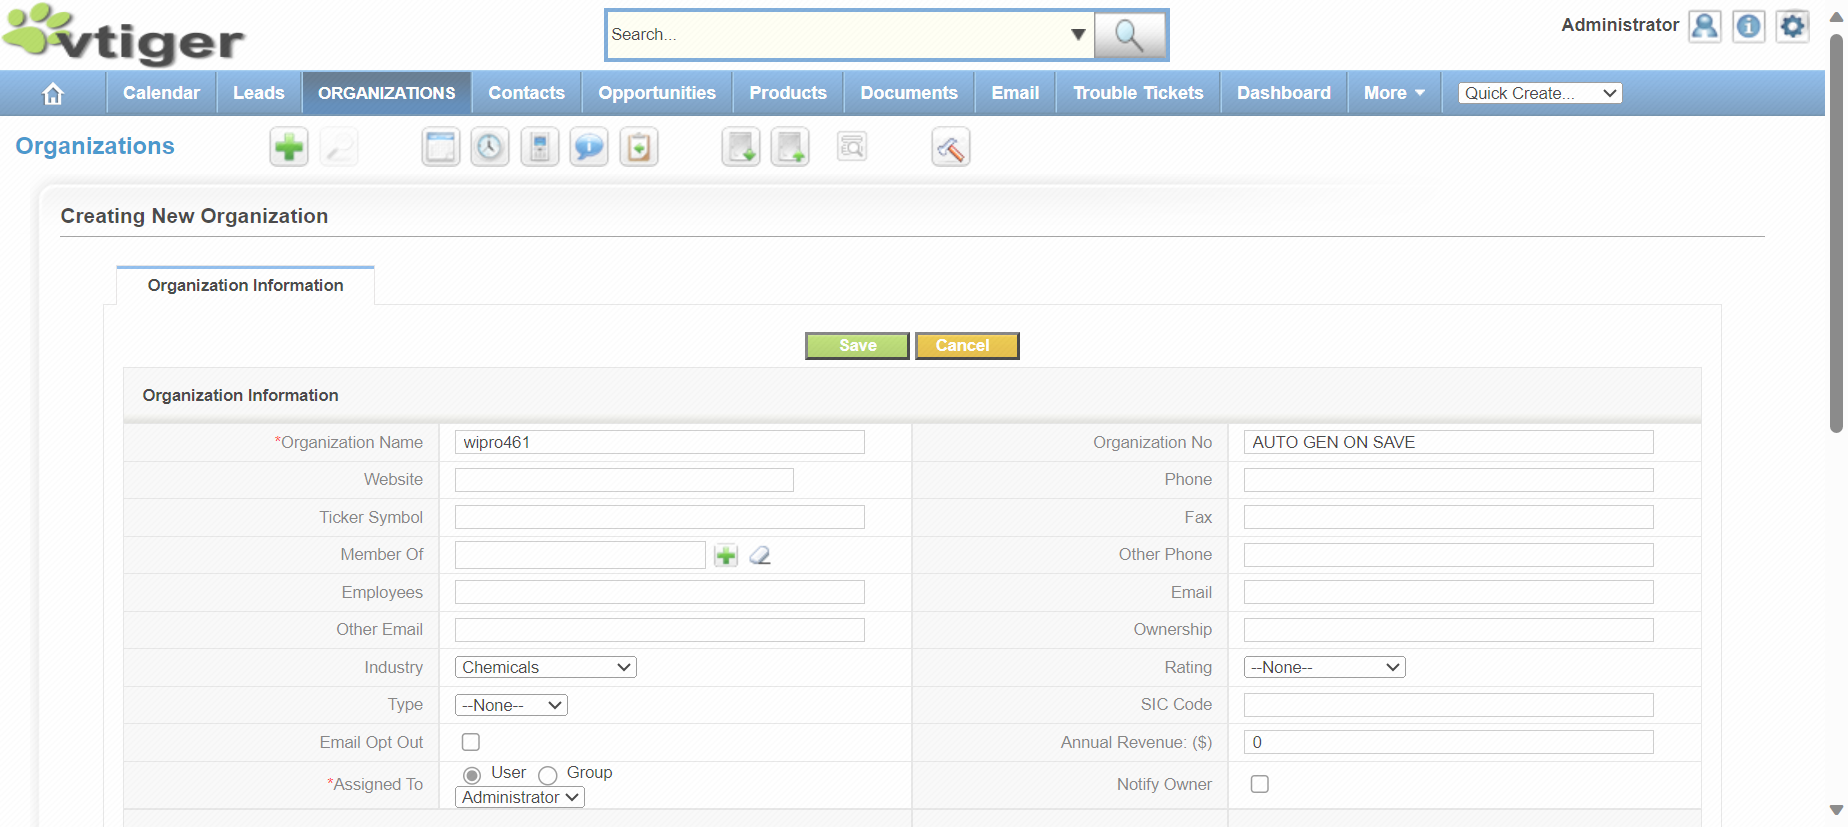 vtiger
Search...
Administrator
Calendar
Leads
ORGANIZATIONS
Contacts
Opportunities
Products
Documents
Email
Trouble Tickets
Dashboard
More
Quick Create...
Organizations
Creating New Organization
Organization Information
Save
Cancel
Organization Information
*Organization Name
wipro461
Organization No
AUTO GEN ON SAVE
Website
Phone
Ticker Symbol
Fax
Member Of
Other Phone
Employees
Email
Other Email
Ownership
Industry
Chemicals
Rating
--None--
Type
--None--
SIC Code
Email Opt Out
Annual Revenue: ($)
0
*Assigned To
User
Group
Administrator
Notify Owner